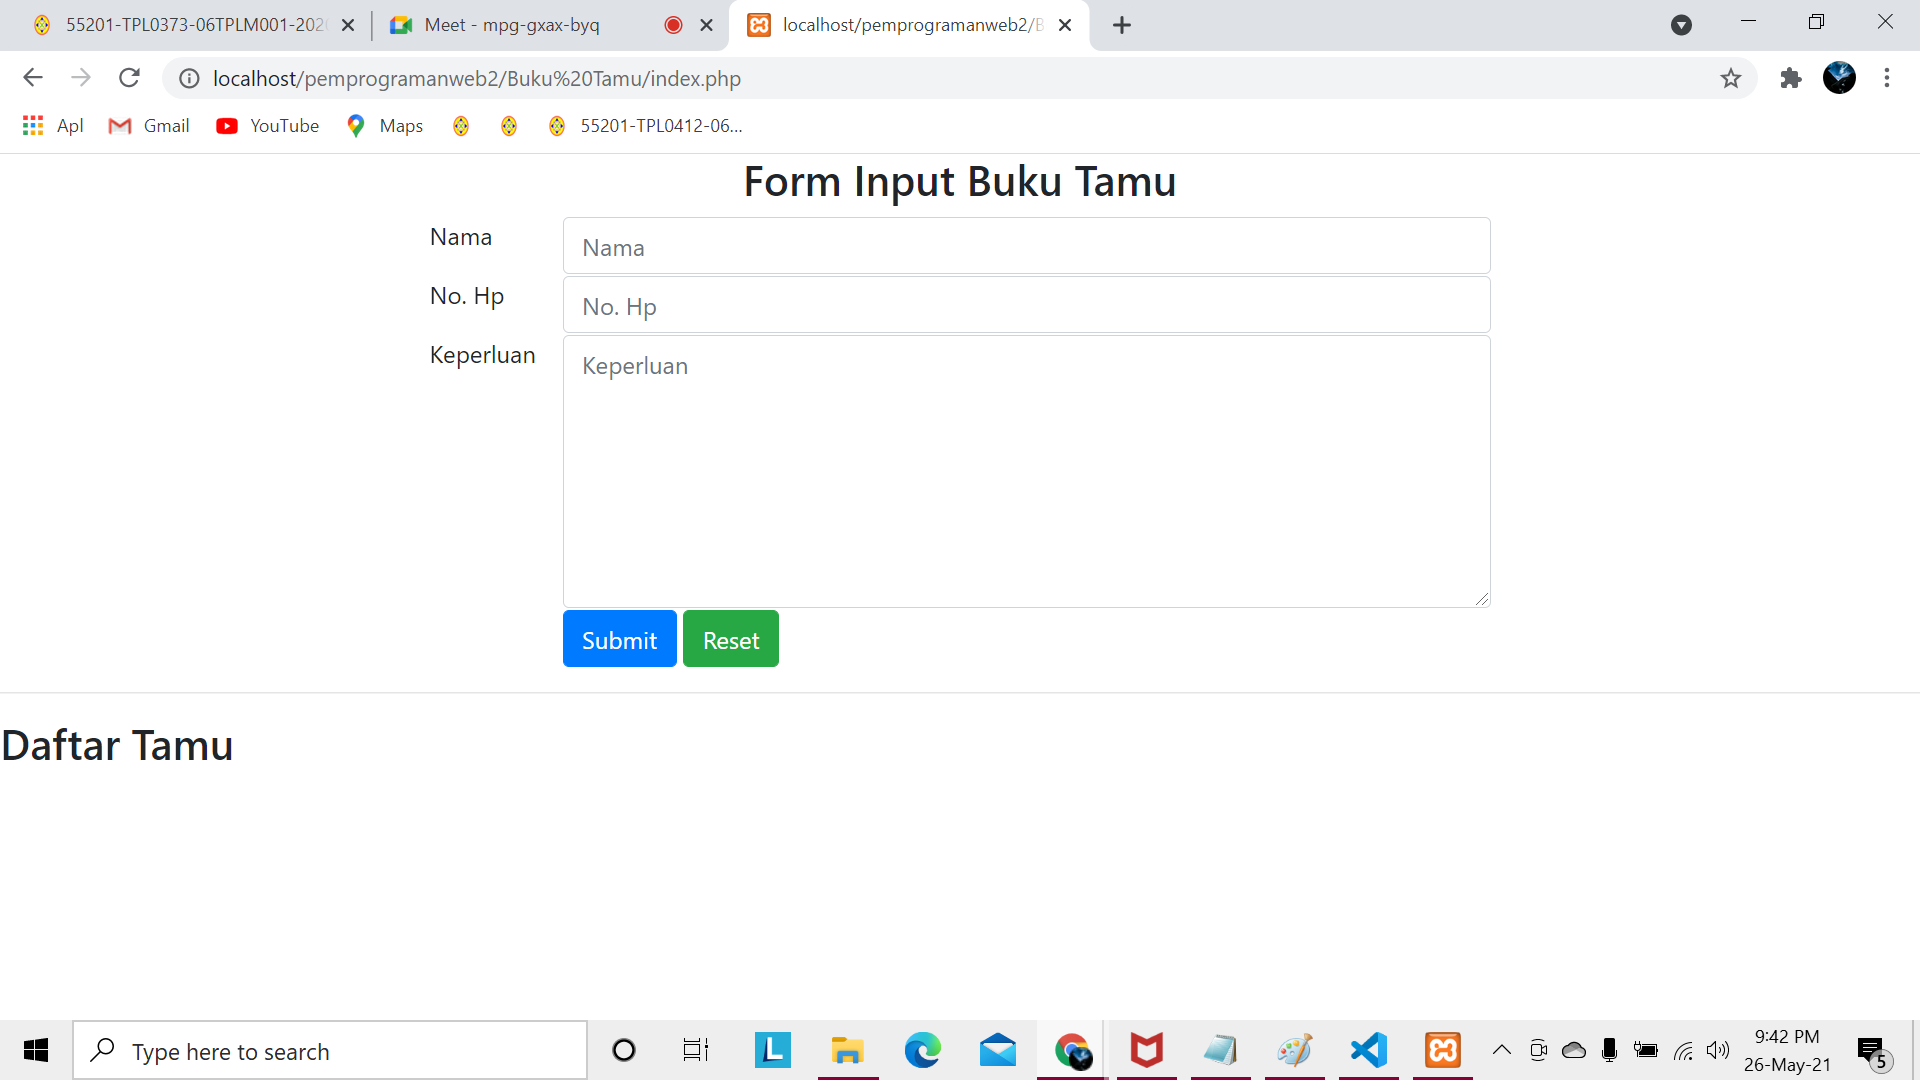 55201-TPL0373-06TPLM001-202
Meet - mpg-gxax-byq
localhost/pemprogramanweb2/B
localhost/pemprogramanweb2/Buku%20Tamu/index.php
Apl
Gmail
YouTube
Maps
55201-TPL0412-06...
Form Input Buku Tamu
Nama
Nama
No. Hp
No. Hp
Keperluan
Keperluan
Submit
Reset
Daftar Tamu
Type here to search
L
9:42 PM
26-May-21
5